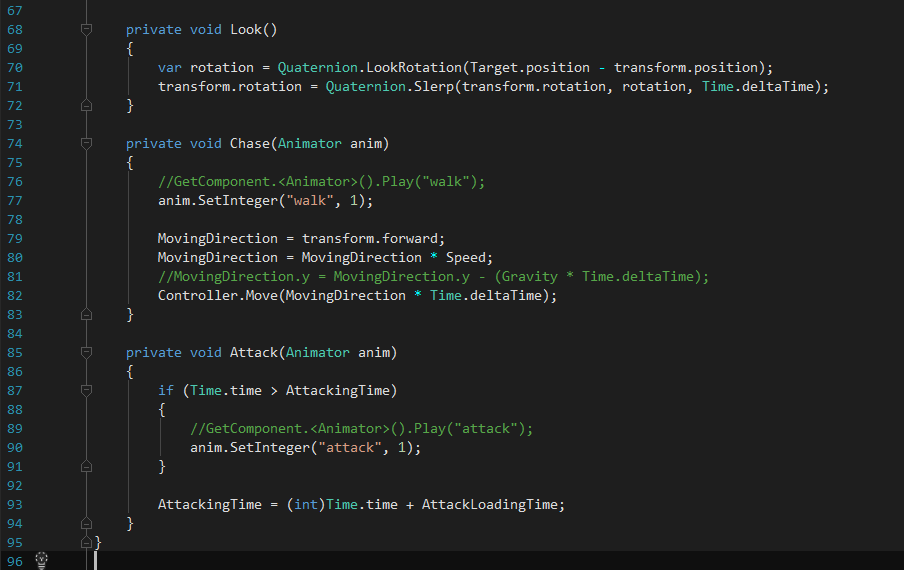 67
68 private void Look()
69 {
70 var rotation = Quaternion.LookRotation(Target.position - transform.position);
71 transform.rotation = Quaternion.Slerp(transform.rotation, rotation, Time.deltaTime);
72 }
73
74 private void Chase(Animator anim)
75 {
76 //GetComponent.<Animator>().Play("walk");
77 anim.SetInteger("walk", 1);
78
79 MovingDirection = transform.forward;
80 MovingDirection = MovingDirection * Speed;
81 //MovingDirection.y = MovingDirection.y - (Gravity * Time.deltaTime);
82 Controller.Move(MovingDirection * Time.deltaTime);
83 }
84
85 private void Attack(Animator anim)
86 {
87 if (Time.time > AttackingTime)
88 {
89 //GetComponent.<Animator>().Play("attack");
90 anim.SetInteger("attack", 1);
91 }
92
93 AttackingTime = (int)Time.time + AttackLoadingTime;
94 }
95 }
96